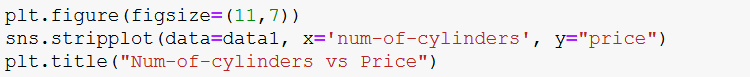 plt.figure(figsize=(11,7))
sns.stripplot(data=data1, x='num-of-cylinders', y="price")
plt.title("Num-of-cylinders vs Price")